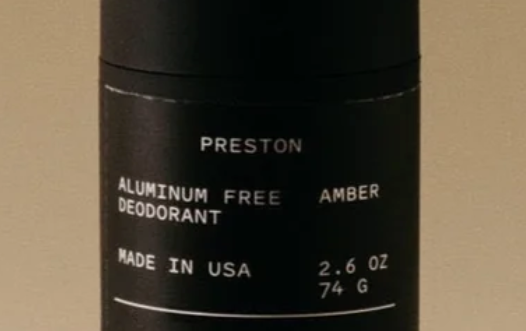 PRESTON
ALUMINUM FREE AMBER
DEODORANT
MADE IN USA 2.6 OZ
74 G